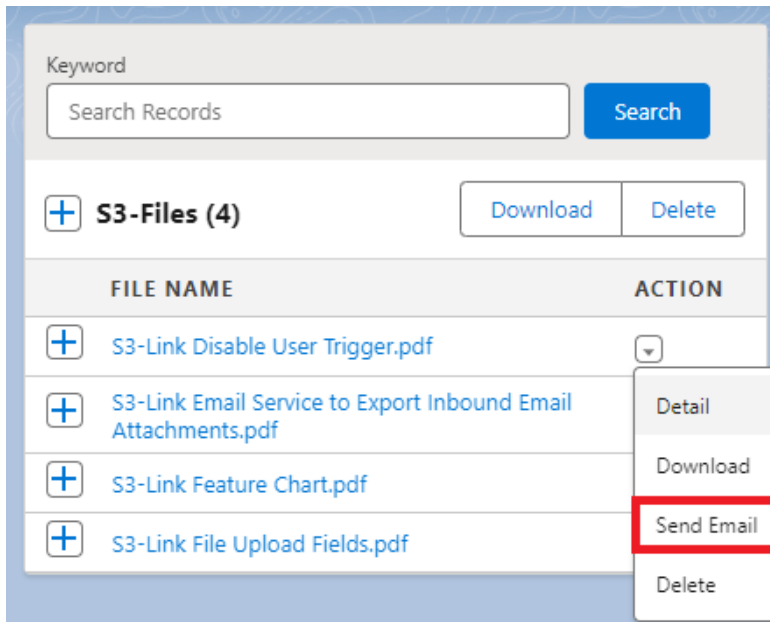 Keyword
Search Records
Search
S3-Files (4)
Download
Delete
FILE NAME
ACTION
S3-Link Disable User Trigger.pdf
S3-Link Email Service to Export Inbound Email
Attachments.pdf
S3-Link Feature Chart.pdf
S3-Link File Upload Fields.pdf
Detail
Download
Send Email
Delete